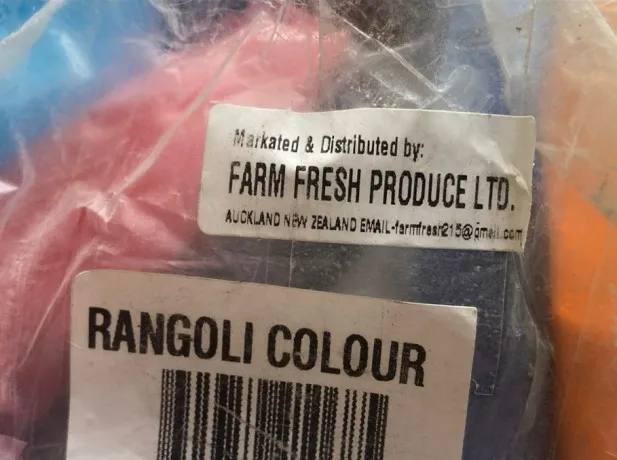 Markated & Distributed by:
FARM FRESH PRODUCE LTD.
AUCKLAND NEW ZEALAND EMAIL-farmfresh215@gmail.com
RANGOLI COLOUR